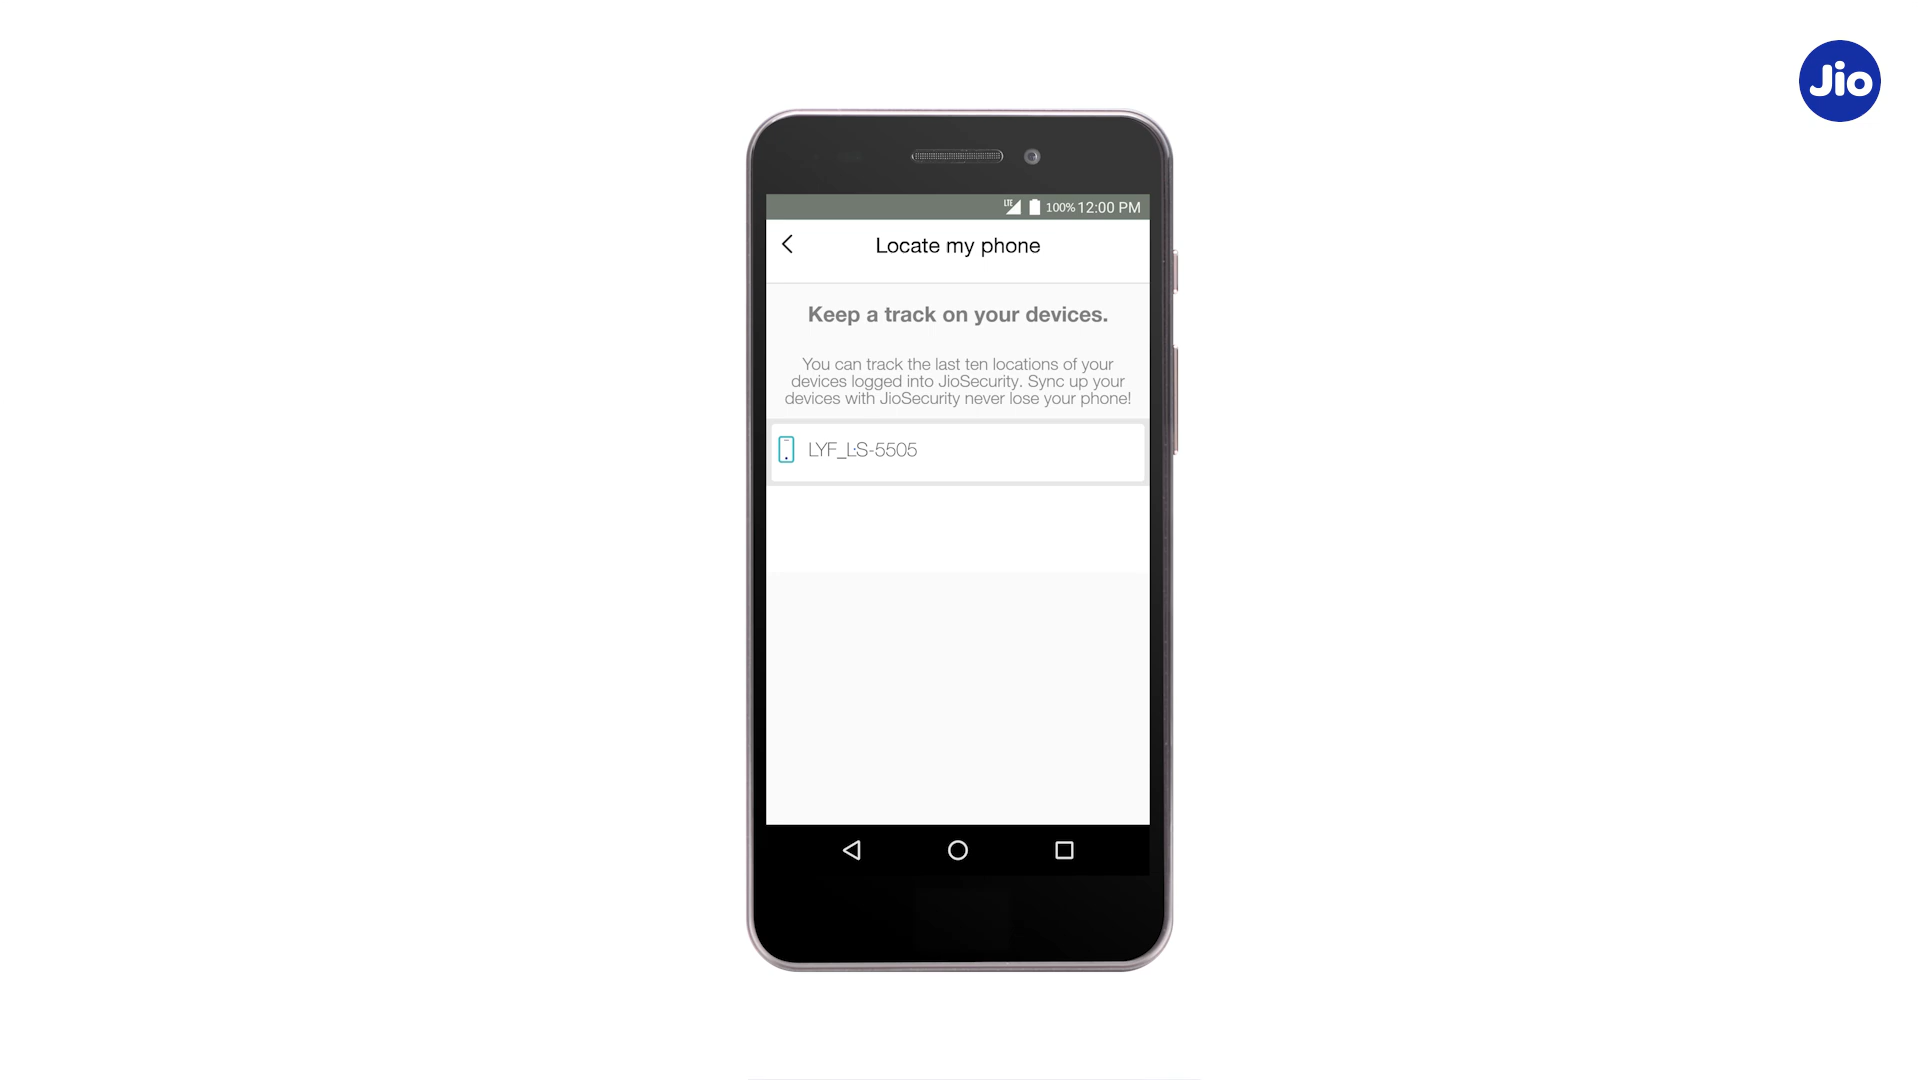 Jio
LTE 100% 12:00 PM
Locate my phone
Keep a track on your devices.
You can track the last ten locations of your
devices logged into JioSecurity. Sync up your
devices with JioSecurity never lose your phone!
LYF_LS-5505